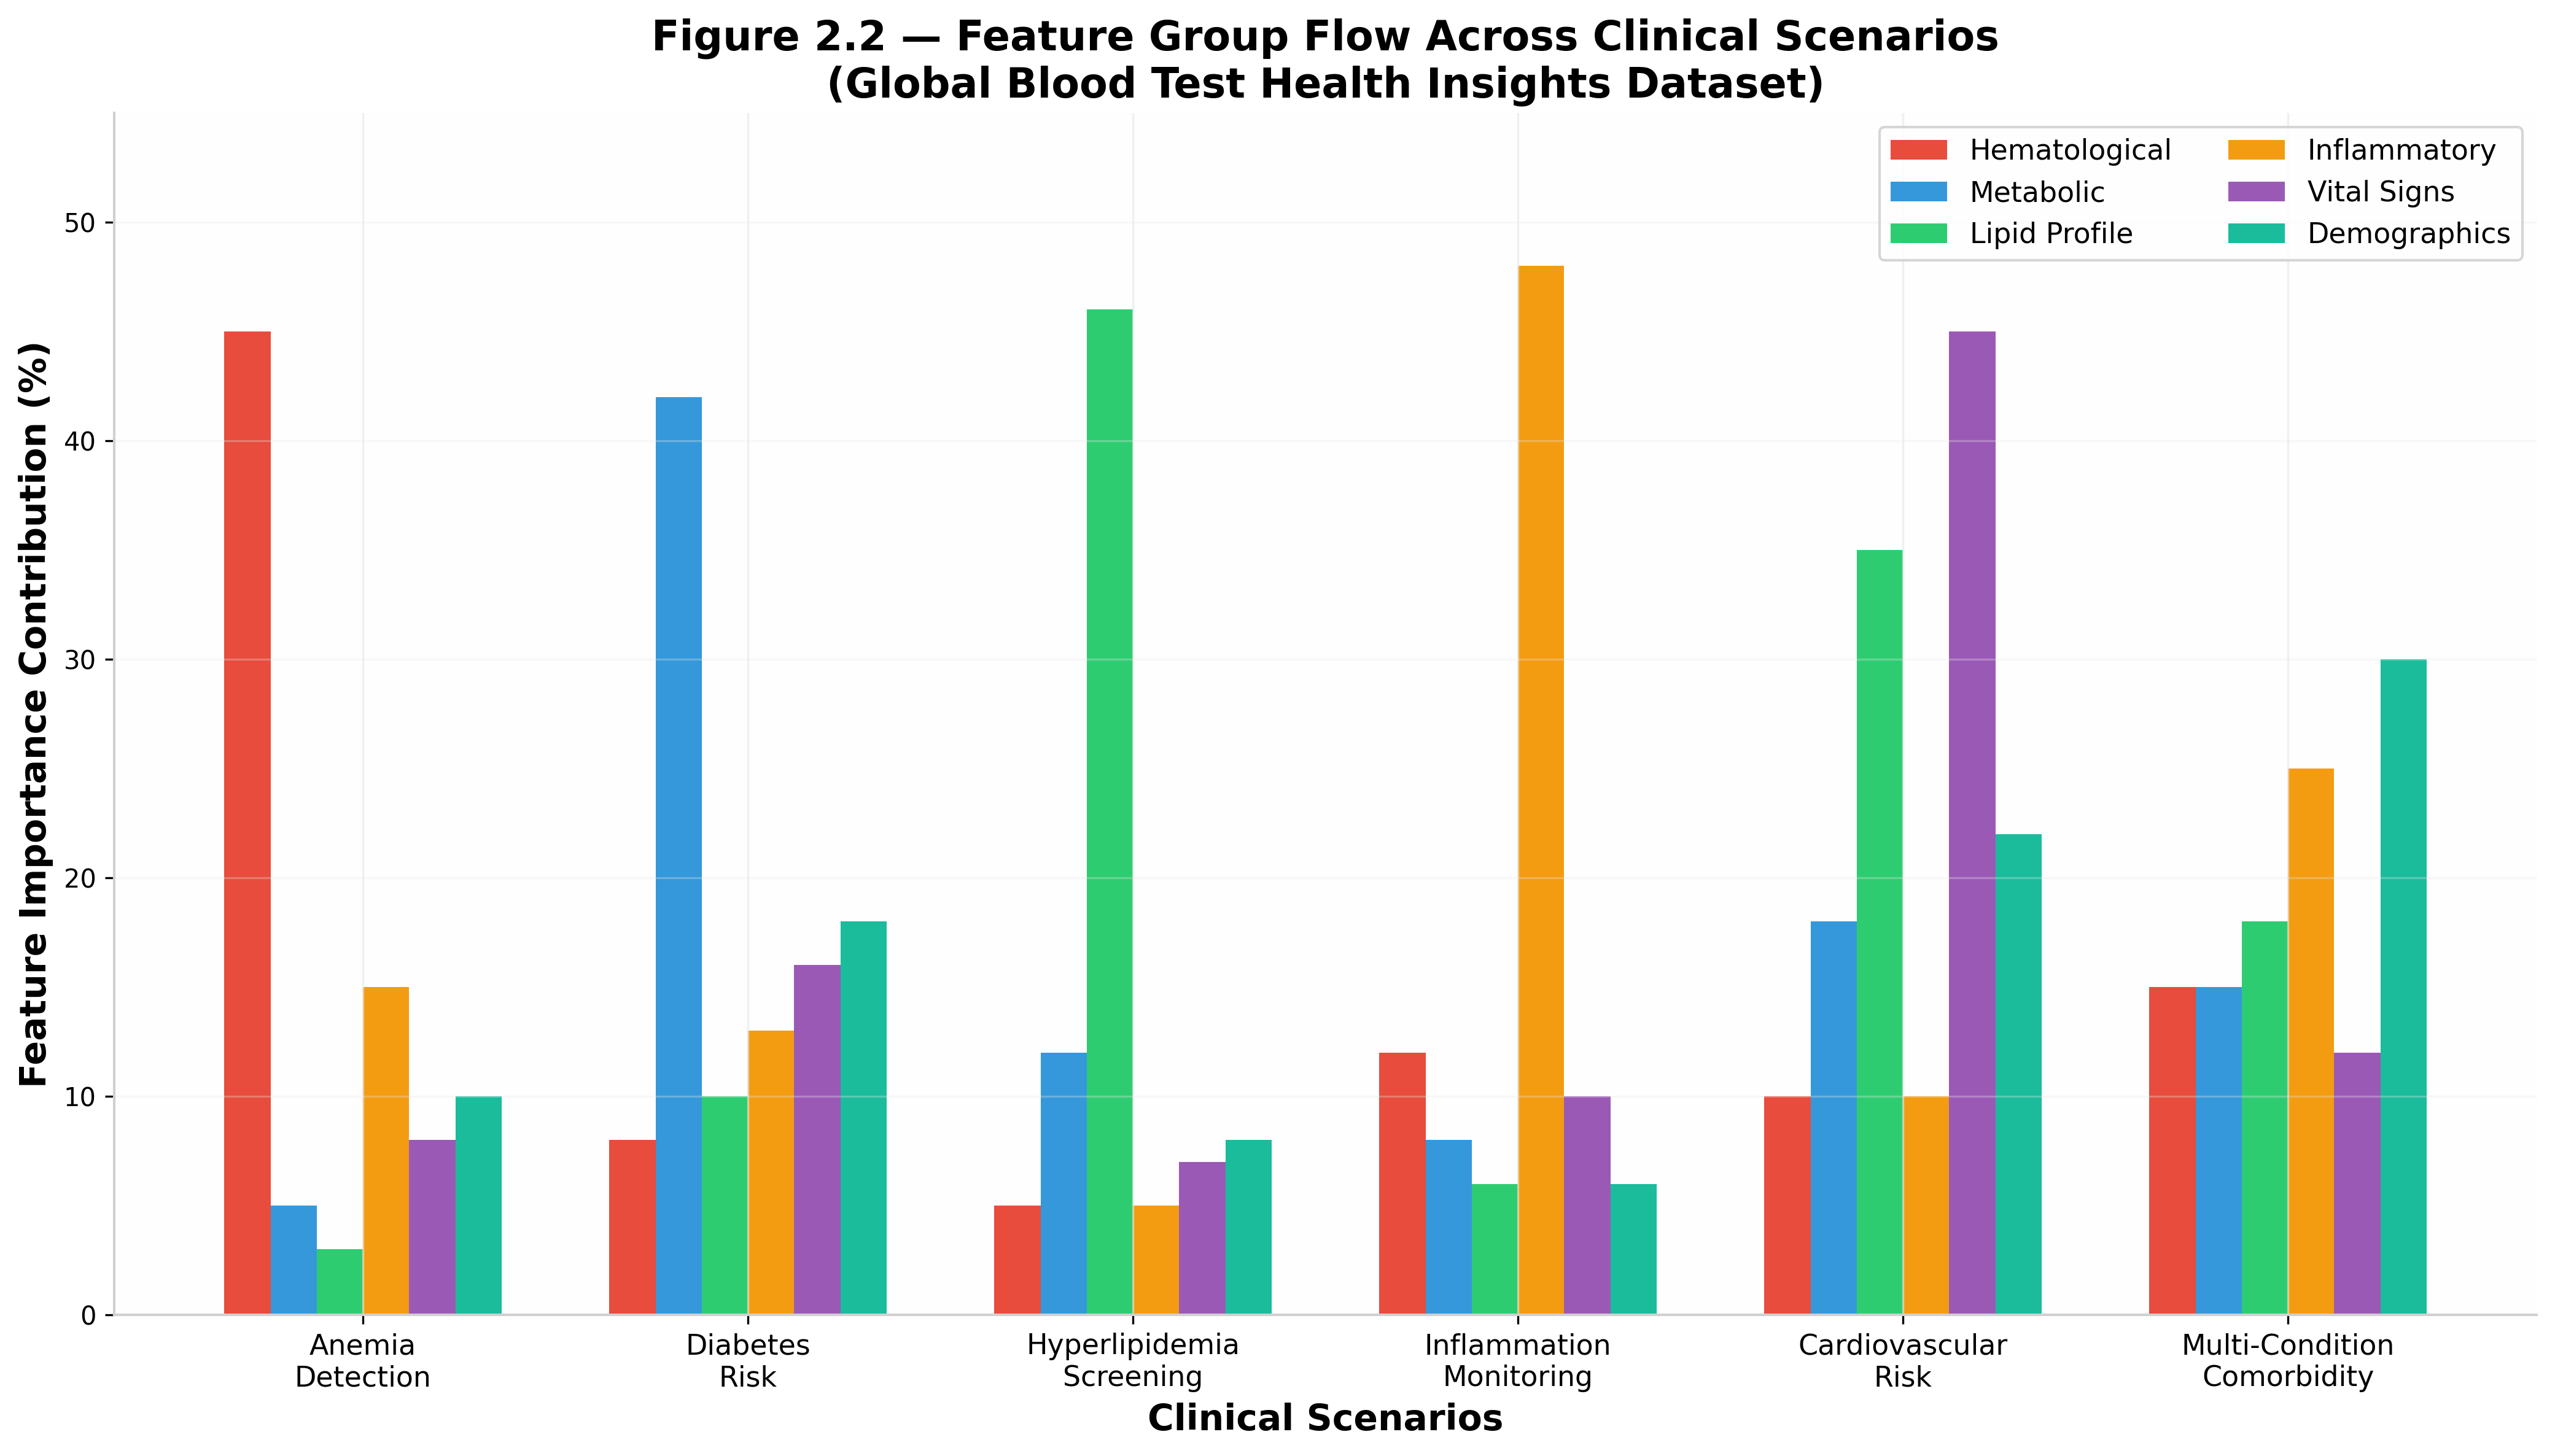 Figure 2.2 — Feature Group Flow Across Clinical Scenarios
(Global Blood Test Health Insights Dataset)
Hematological
Metabolic
Lipid Profile
Inflammatory
Vital Signs
Demographics
Feature Importance Contribution (%)
50
40
30
20
10
0
Anemia
Detection
Diabetes
Risk
Hyperlipidemia
Screening
Inflammation
Monitoring
Cardiovascular
Risk
Multi-Condition
Comorbidity
Clinical Scenarios